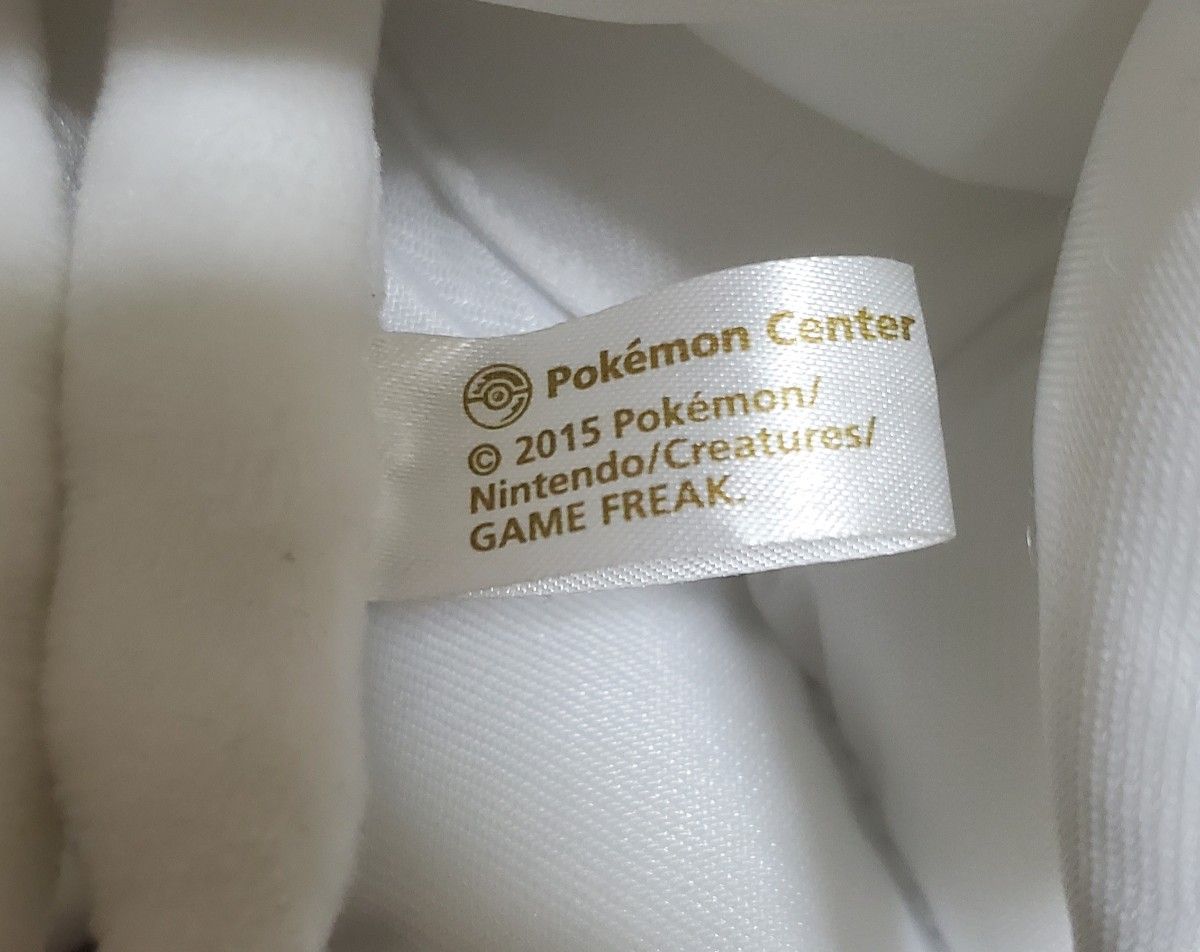 Pokémon Center
© 2015 Pokémon/
Nintendo/Creatures/
GAME FREAK.